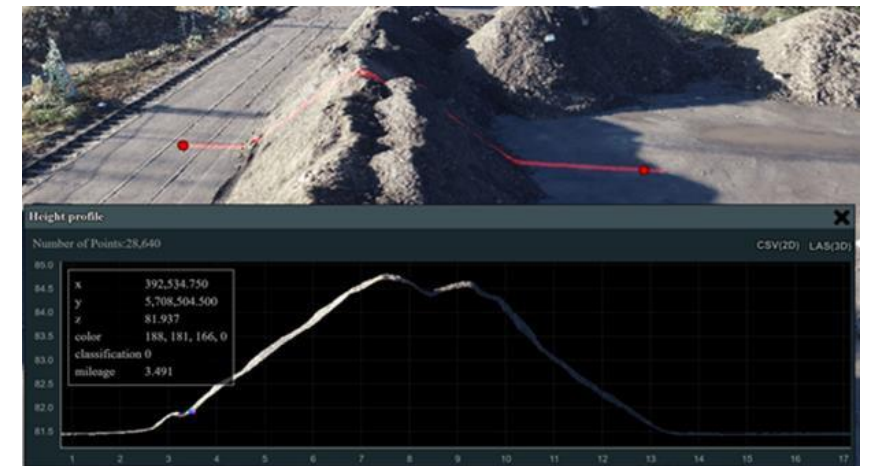 Height profile
Number of Points:28,640
CSV(2D) LAS(3D)
85.0
84.5
84.0
83.5
83.0
82.5
82.0
81.5
x 392,534.750
y 5,708,504.500
z 81.937
color 188, 181, 166, 0
classification 0
mileage 3.491
1 2 3 4 5 6 7 8 9 10 11 12 13 14 15 16 17